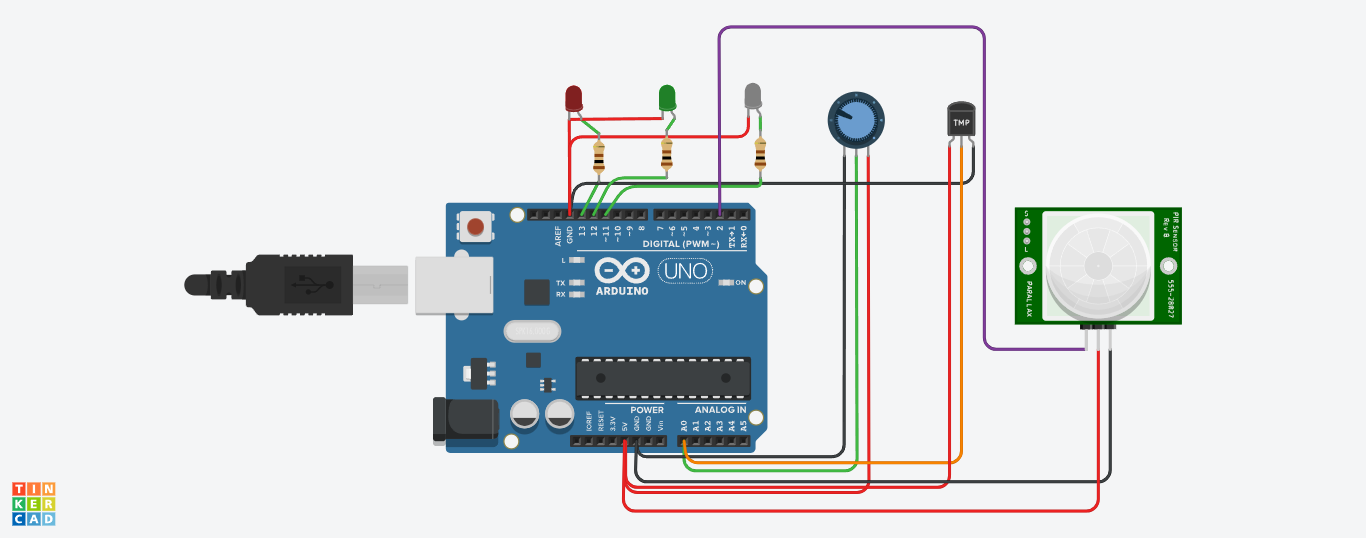 TMP
AREF
GND
13
12
~11
~10
~9
8
7
~6
~5
4
~3
2
TX→1
RX←0
DIGITAL (PWM~)
L
TX
RX
ARDUINO
UNO
ON
POWER
ANALOG IN
IOREF
RESET
3.3V
5V
GND
GND
Vin
A0
A1
A2
A3
A4
A5
S
L
PARALLAX
PIR SENSOR
Rev B
555-28027
TIN
KER
CAD